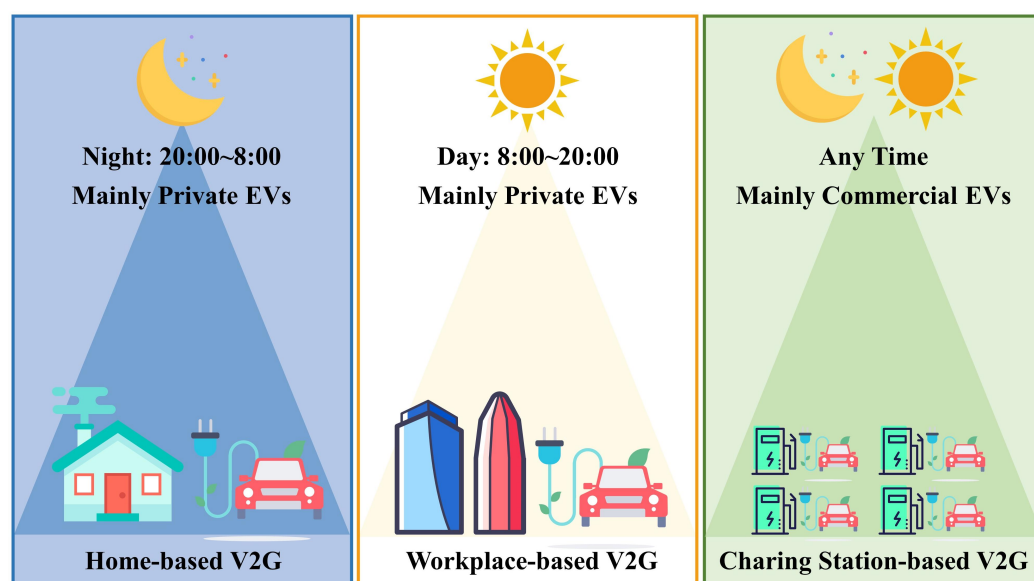 Night: 20:00~8:00
Mainly Private EVs
Home-based V2G
Day: 8:00~20:00
Mainly Private EVs
Workplace-based V2G
Any Time
Mainly Commercial EVs
Charing Station-based V2G